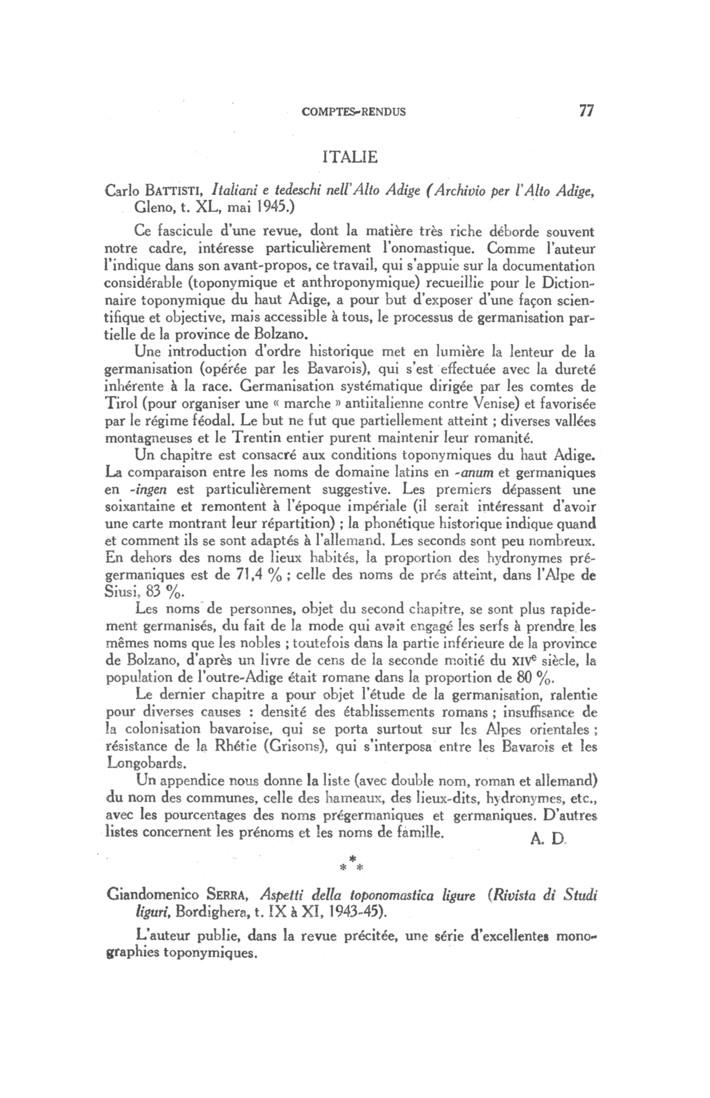 COMPTES-RENDUS 77
ITALIE
Carlo BATTISTI, Italiani e tedeschi nell'Alto Adige (Archivio per l'Alto Adige,
Gleno, t. XL, mai 1945.)
Ce fascicule d'une revue, dont la matière très riche déborde souvent
notre cadre, intéresse particulièrement l'onomastique. Comme l'auteur
l'indique dans son avant-propos, ce travail, qui s'appuie sur la documentation
considérable (toponymique et anthroponymique) recueillie pour le Diction-
naire toponymique du haut Adige, a pour but d'exposer d'une façon scien-
tifique et objective, mais accessible à tous, le processus de germanisation par-
tielle de la province de Bolzano.
Une introduction d'ordre historique met en lumière la lenteur de la
germanisation (opérée par les Bavarois), qui s'est effectuée avec la dureté
inhérente à la race. Germanisation systématique dirigée par les comtes de
Tirol (pour organiser une « marche » antiitalienne contre Venise) et favorisée
par le régime féodal. Le but ne fut que partiellement atteint ; diverses vallées
montagneuses et le Trentin entier purent maintenir leur romanité.
Un chapitre est consacré aux conditions toponymiques du haut Adige.
La comparaison entre les noms de domaine latins en -anum et germaniques
en -ingen est particulièrement suggestive. Les premiers dépassent une
soixantaine et remontent à l'époque impériale (il serait intéressant d'avoir
une carte montrant leur répartition) ; la phonétique historique indique quand
et comment ils se sont adaptés à l'allemand. Les seconds sont peu nombreux.
En dehors des noms de lieux habités, la proportion des hydronymes pré-
germaniques est de 71,4 % ; celle des noms de prés atteint, dans l'Alpe de
Siusi, 83 %.
Les noms de personnes, objet du second chapitre, se sont plus rapide-
ment germanisés, du fait de la mode qui avait engagé les serfs à prendre les
mêmes noms que les nobles ; toutefois dans la partie inférieure de la province
de Bolzano, d'après un livre de cens de la seconde moitié du XIVe siècle, la
population de l'outre-Adige était romane dans la proportion de 80 %.
Le dernier chapitre a pour objet l'étude de la germanisation, ralentie
pour diverses causes : densité des établissements romans ; insuffisance de
la colonisation bavaroise, qui se porta surtout sur les Alpes orientales ;
résistance de la Rhétie (Grisons), qui s'interposa entre les Bavarois et les
Longobards.
Un appendice nous donne la liste (avec double nom, roman et allemand)
du nom des communes, celle des hameaux, des lieux-dits, hydronymes, etc.,
avec les pourcentages des noms prégermaniques et germaniques. D'autres
listes concernent les prénoms et les noms de famille. A. D.
***
Giandomenico SERRA, Aspetti della toponomastica ligure (Rivista di Studi
liguri, Bordighera, t. IX à XI, 1943-45).
L'auteur publie, dans la revue précitée, une série d'excellentes mono-
graphies toponymiques.